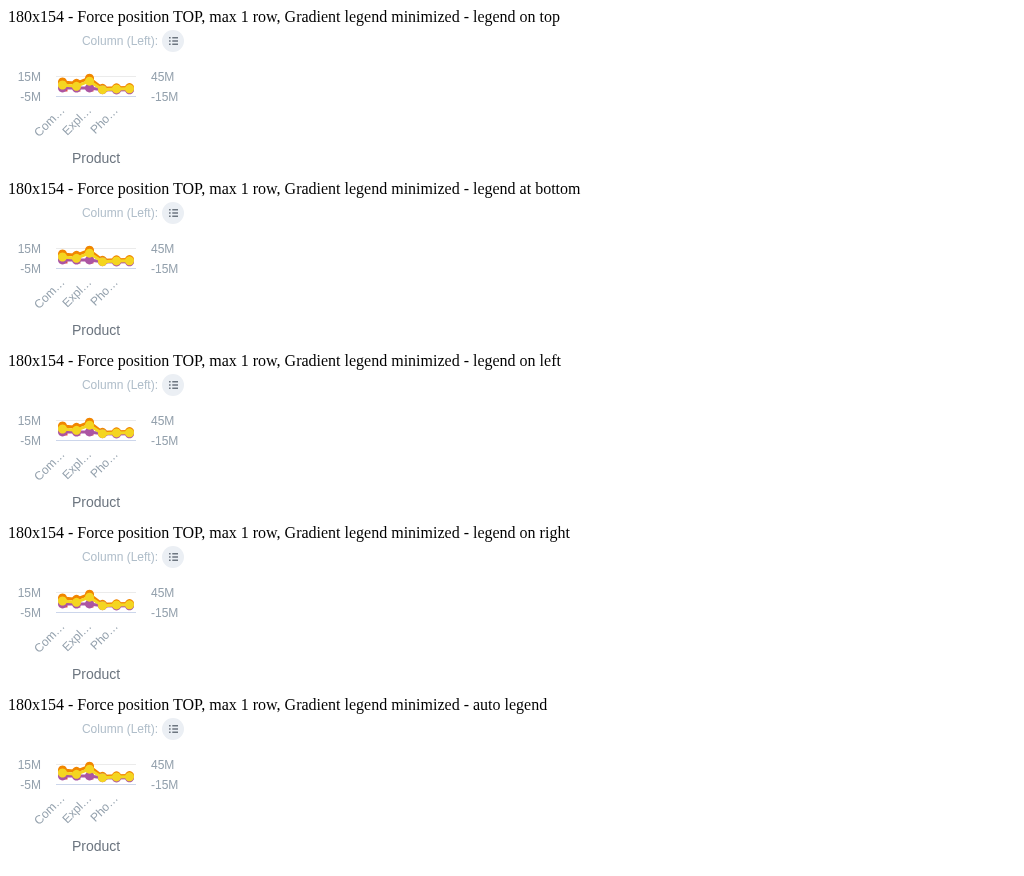 180x154 - Force position TOP, max 1 row, Gradient legend minimized - legend on top
Column (Left):
15M 45M
-5M -15M
Com... Expl... Pho...
Product
180x154 - Force position TOP, max 1 row, Gradient legend minimized - legend at bottom
Column (Left):
15M 45M
-5M -15M
Com... Expl... Pho...
Product
180x154 - Force position TOP, max 1 row, Gradient legend minimized - legend on left
Column (Left):
15M 45M
-5M -15M
Com... Expl... Pho...
Product
180x154 - Force position TOP, max 1 row, Gradient legend minimized - legend on right
Column (Left):
15M 45M
-5M -15M
Com... Expl... Pho...
Product
180x154 - Force position TOP, max 1 row, Gradient legend minimized - auto legend
Column (Left):
15M 45M
-5M -15M
Com... Expl... Pho...
Product